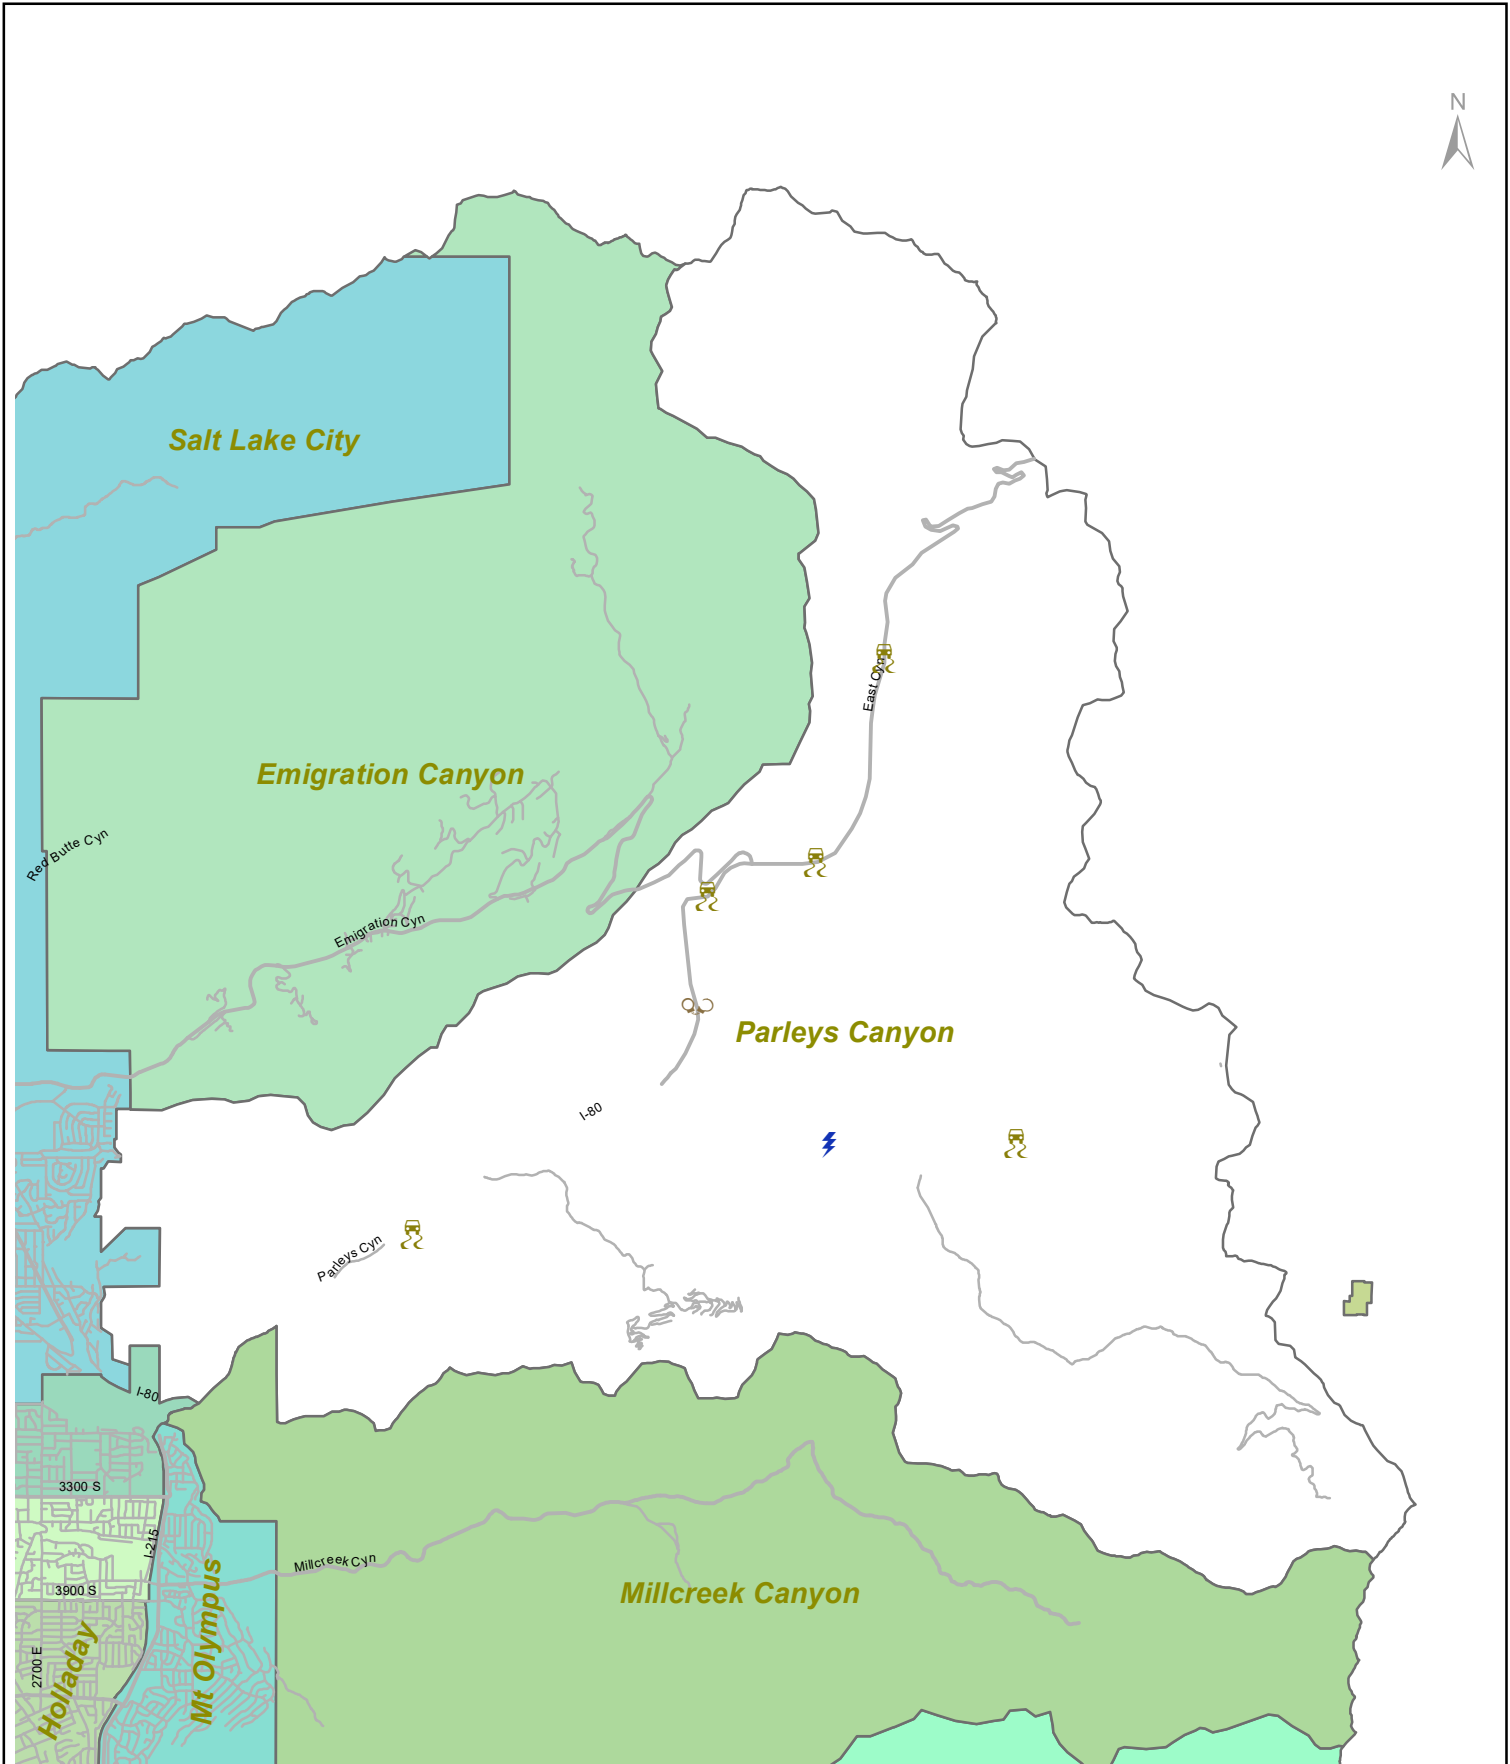 N
Salt Lake City
East Cyn
Emigration Canyon
Red Butte Cyn
Emigration Cyn
Parleys Canyon
I-80
Parleys Cyn
I-80
3300 S
I-215
Millcreek Cyn
3900 S
Millcreek Canyon
Mt Olympus
2700 E
Holladay